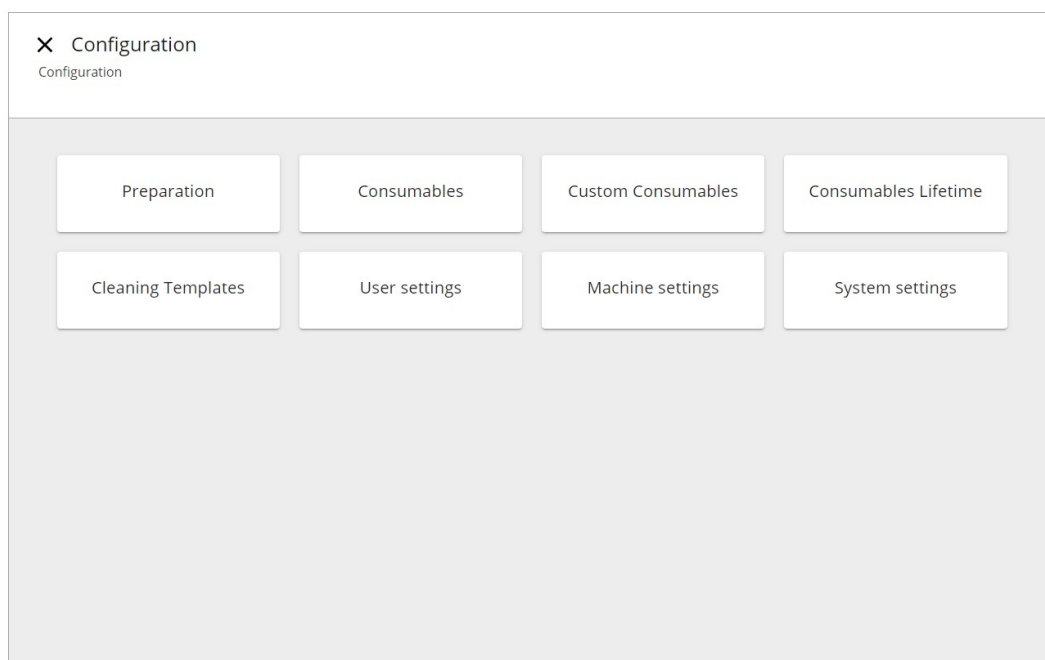 Configuration
Configuration
Preparation
Consumables
Custom Consumables
Consumables Lifetime
Cleaning Templates
User settings
Machine settings
System settings